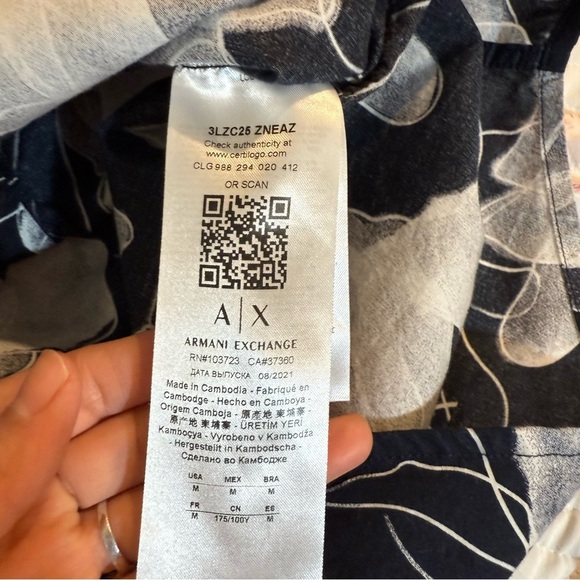 3LZC25 ZNEAZ
Check authenticity at
www.certilogo.com
CLG 988 294 020 412
OR SCAN
A|X
ARMANI EXCHANGE
RN#103723 CA#37360
ДАТА ВЫПУСКА 08/2021
Made in Cambodia - Fabriqué en
Cambodge - Hecho en Camboya -
Origem Camboja - 原産地 柬埔寨
原产地 柬埔寨 - ÜRETİM YERİ
Kamboçya - Vyrobeno v Kambodža
- Hergestellt in Kambodscha -
Сделано во Камбодже
USA MEX BRA
M M M
FR CN ES
M 175/100Y M